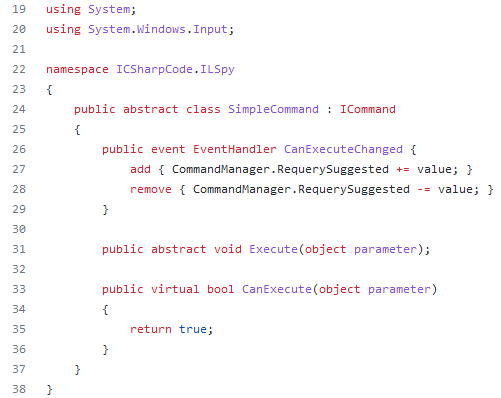 19 using System;
20 using System.Windows.Input;
21
22 namespace ICSharpCode.ILSpy
23 {
24     public abstract class SimpleCommand : ICommand
25     {
26         public event EventHandler CanExecuteChanged {
27             add { CommandManager.RequerySuggested += value; }
28             remove { CommandManager.RequerySuggested -= value; }
29         }
30
31         public abstract void Execute(object parameter);
32
33         public virtual bool CanExecute(object parameter)
34         {
35             return true;
36         }
37     }
38 }